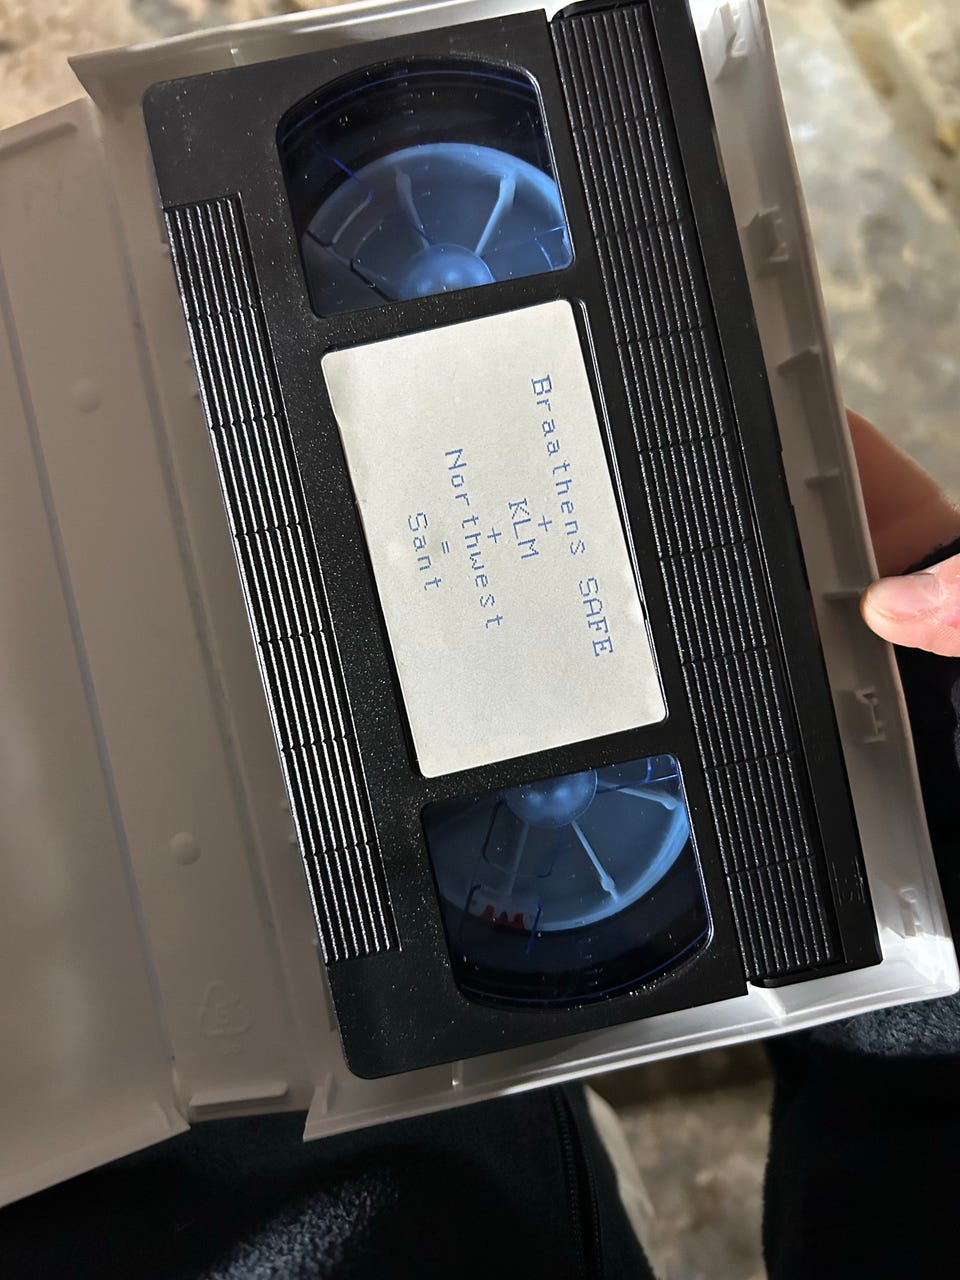 Braathens SAFE
+
KLM
+
Northwest
=
Sant